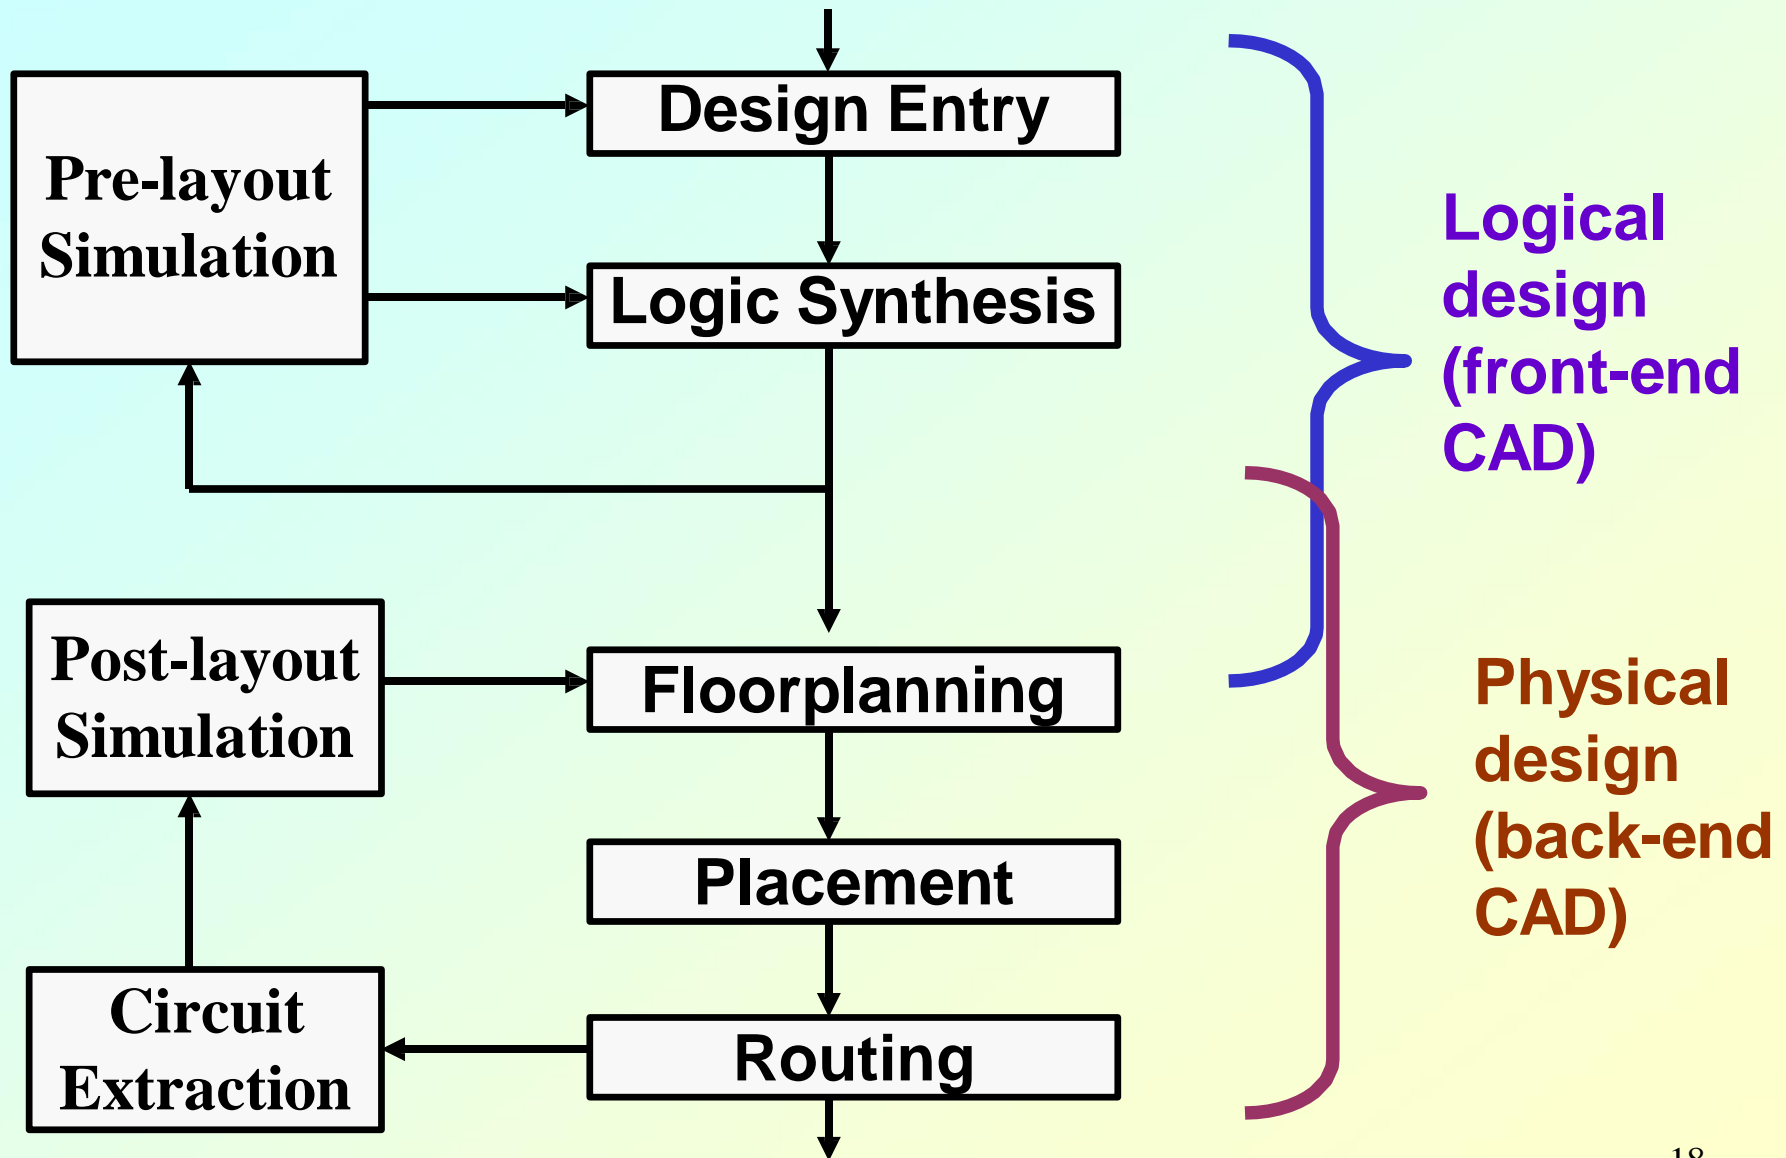 Design Entry
Pre-layout
Simulation
Logic Synthesis
Logical
design
(front-end
CAD)
Post-layout
Simulation
Floorplanning
Physical
design
(back-end
CAD)
Placement
Circuit
Extraction
Routing
18